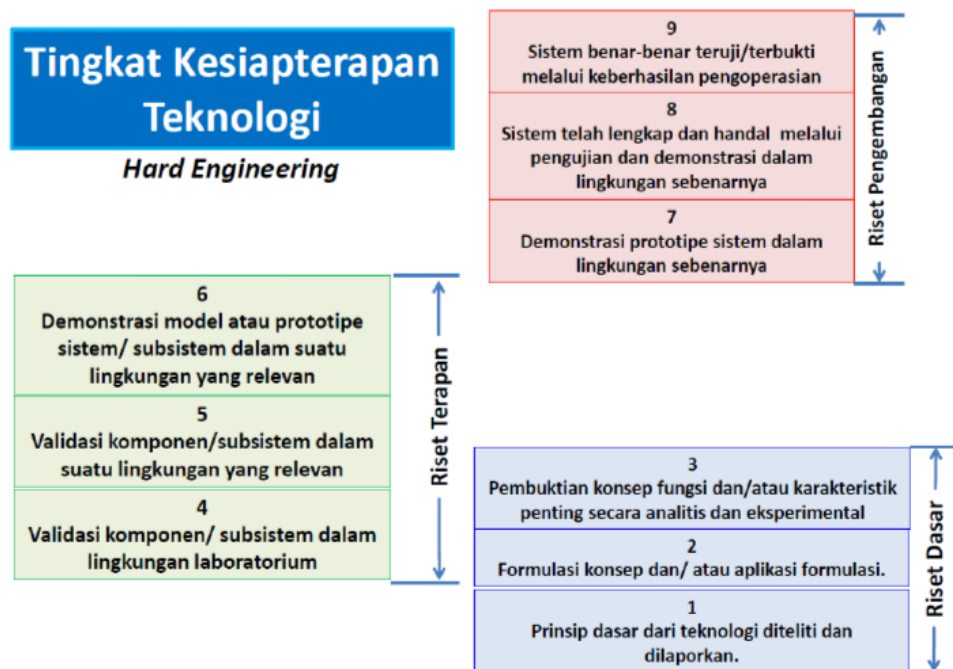 Tingkat Kesiapterapan
Teknologi
Hard Engineering
9
Sistem benar-benar teruji/terbukti
melalui keberhasilan pengoperasian
8
Sistem telah lengkap dan handal melalui
pengujian dan demonstrasi dalam
lingkungan sebenarnya
7
Demonstrasi prototipe sistem dalam
lingkungan sebenarnya
Riset Pengembangan
6
Demonstrasi model atau prototipe
sistem/ subsistem dalam suatu
lingkungan yang relevan
5
Validasi komponen/subsistem dalam
suatu lingkungan yang relevan
4
Validasi komponen/ subsistem dalam
lingkungan laboratorium
Riset Terapan
3
Pembuktian konsep fungsi dan/atau karakteristik
penting secara analitis dan eksperimental
2
Formulasi konsep dan/ atau aplikasi formulasi.
1
Prinsip dasar dari teknologi diteliti dan
dilaporkan.
Riset Dasar